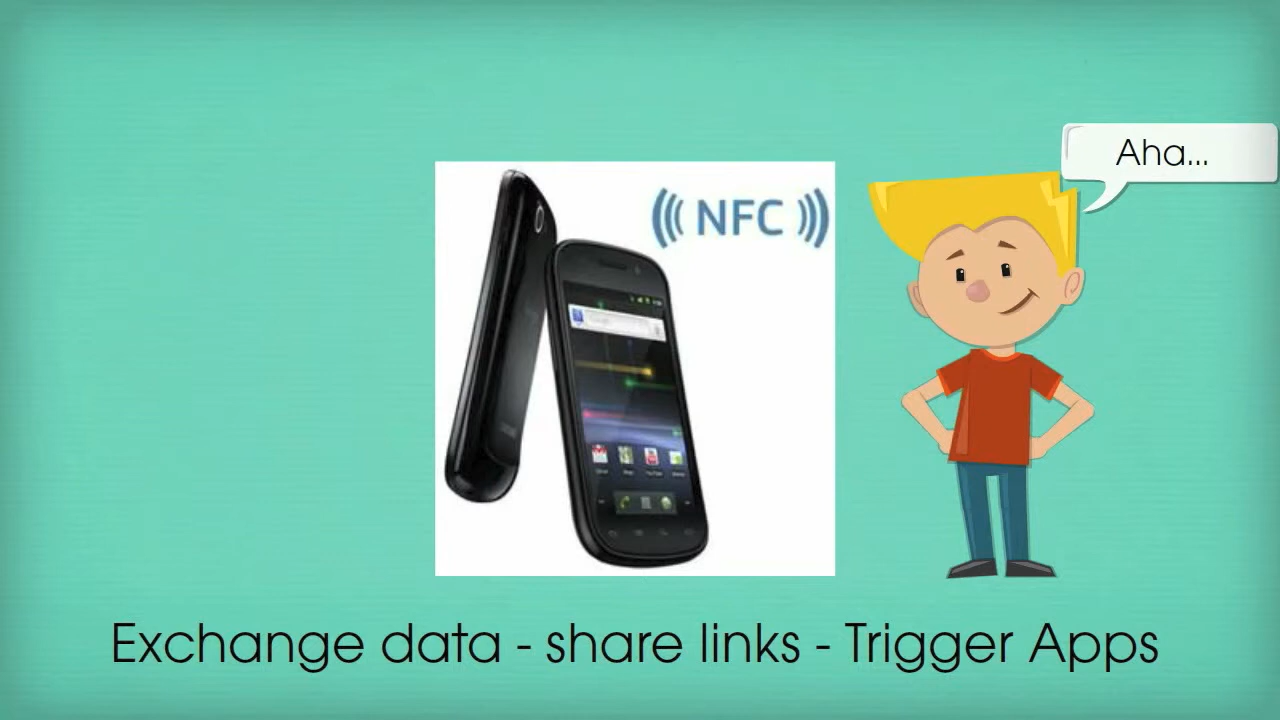 Aha...
((( NFC )))
Exchange data - share links - Trigger Apps